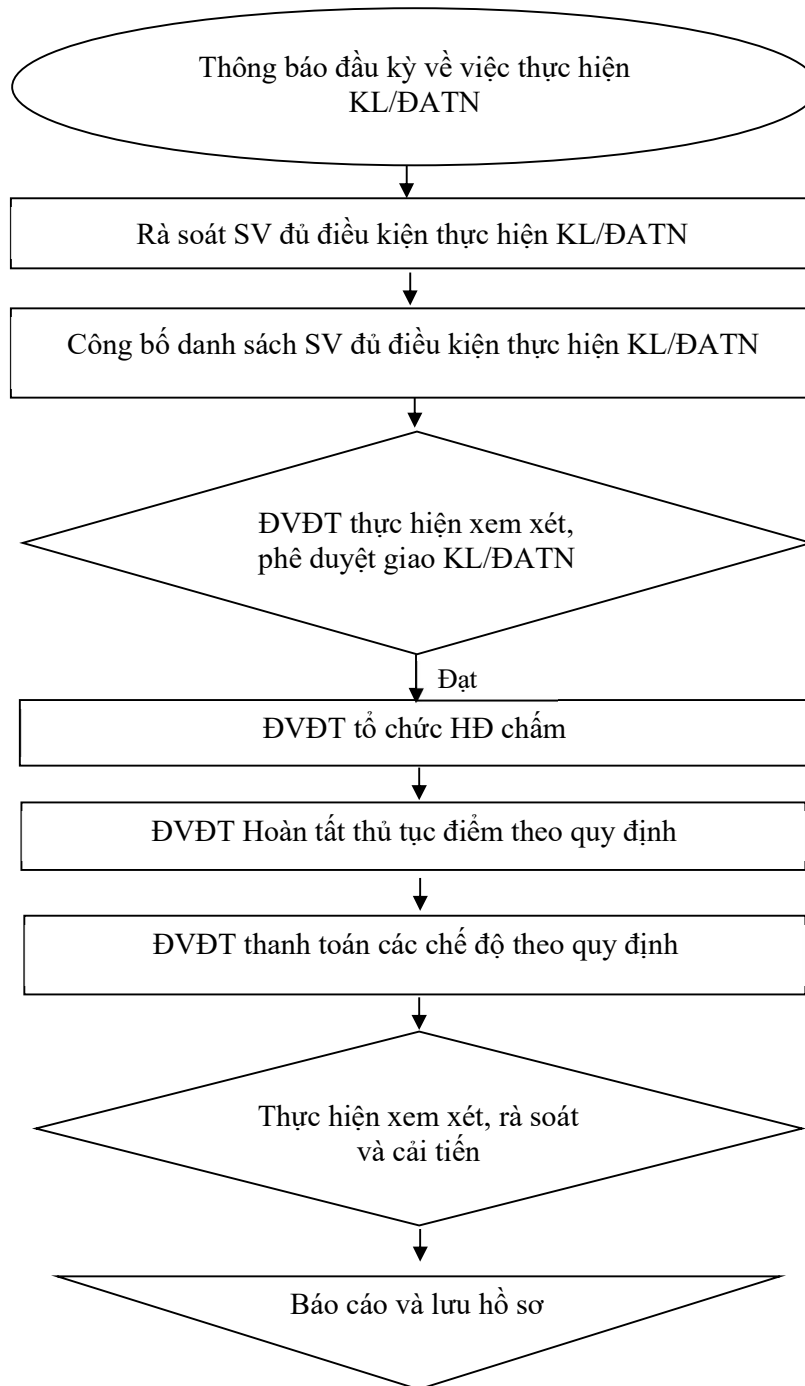 Thông báo đầu kỳ về việc thực hiện
KL/ĐATN
Rà soát SV đủ điều kiện thực hiện KL/ĐATN
Công bố danh sách SV đủ điều kiện thực hiện KL/ĐATN
ĐVĐT thực hiện xem xét,
phê duyệt giao KL/ĐATN
Đạt
ĐVĐT tổ chức HĐ chấm
ĐVĐT Hoàn tất thủ tục điểm theo quy định
ĐVĐT thanh toán các chế độ theo quy định
Thực hiện xem xét, rà soát
và cải tiến
Báo cáo và lưu hồ sơ